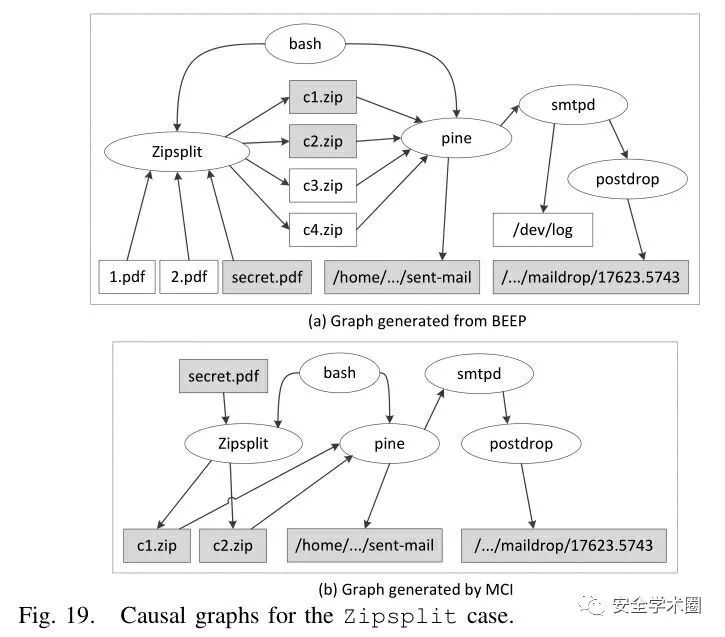 bash
c1.zip
smtpd
c2.zip
pine
Zipsplit
c3.zip
postdrop
c4.zip
/dev/log
1.pdf
2.pdf
secret.pdf
/home/.../sent-mail
/.../maildrop/17623.5743
(a) Graph generated from BEEP
secret.pdf
bash
smtpd
Zipsplit
pine
postdrop
c1.zip
c2.zip
/home/.../sent-mail
/.../maildrop/17623.5743
(b) Graph generated by MCI
Fig. 19. Causal graphs for the Zipsplit case.
安全学术圈